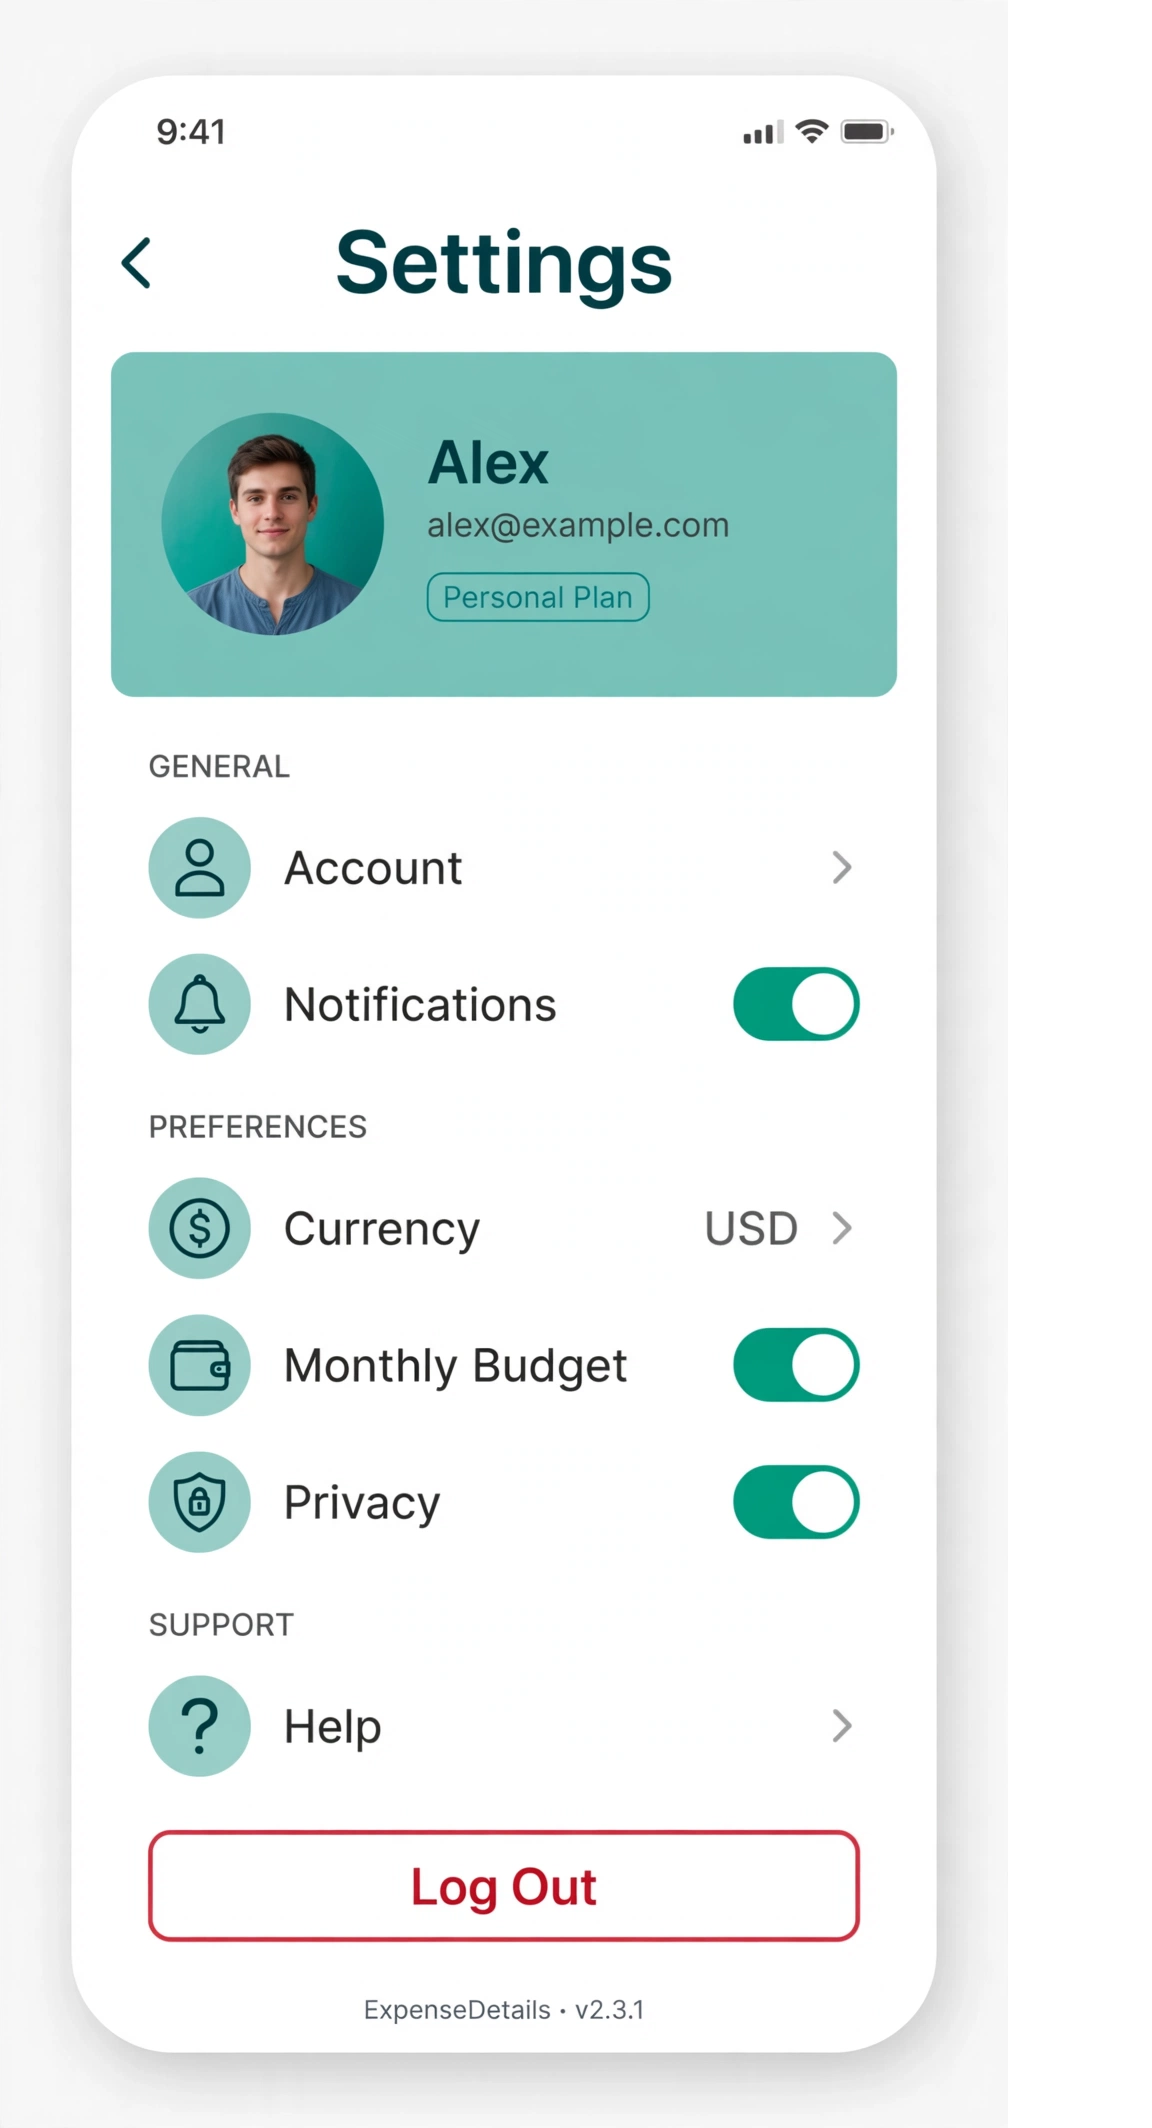 9:41
Settings
Alex
alex@example.com
Personal Plan
GENERAL
Account
Notifications
PREFERENCES
$
Currency USD
Monthly Budget
Privacy
SUPPORT
?
Help
Log Out
ExpenseDetails • v2.3.1